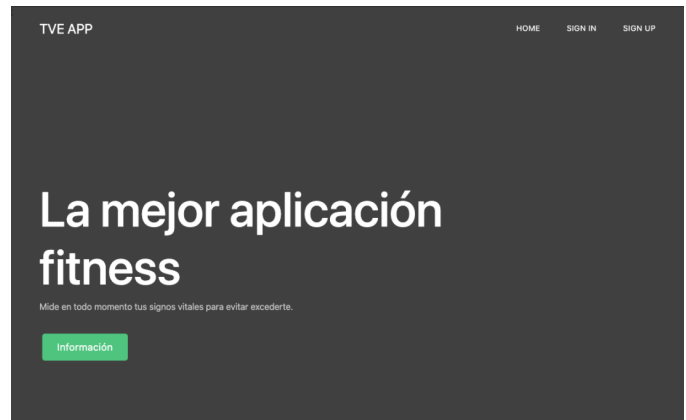 TVE APP
HOME SIGN IN SIGN UP
La mejor aplicación
fitness
Mide en todo momento tus signos vitales para evitar excederte.
Información